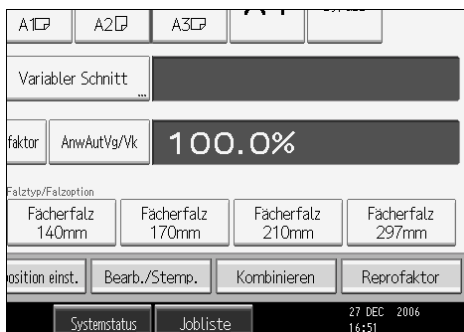 A1 A2 A3
Variabler Schnitt ...
faktor AnwAutVg/Vk 100.0%
Falztyp/Falzoption
Fächerfalz Fächerfalz Fächerfalz Fächerfalz
140mm 170mm 210mm 297mm
osition einst. Bearb./Stemp. Kombinieren Reprofaktor
Systemstatus Jobliste 27 DEC 2006
16:51